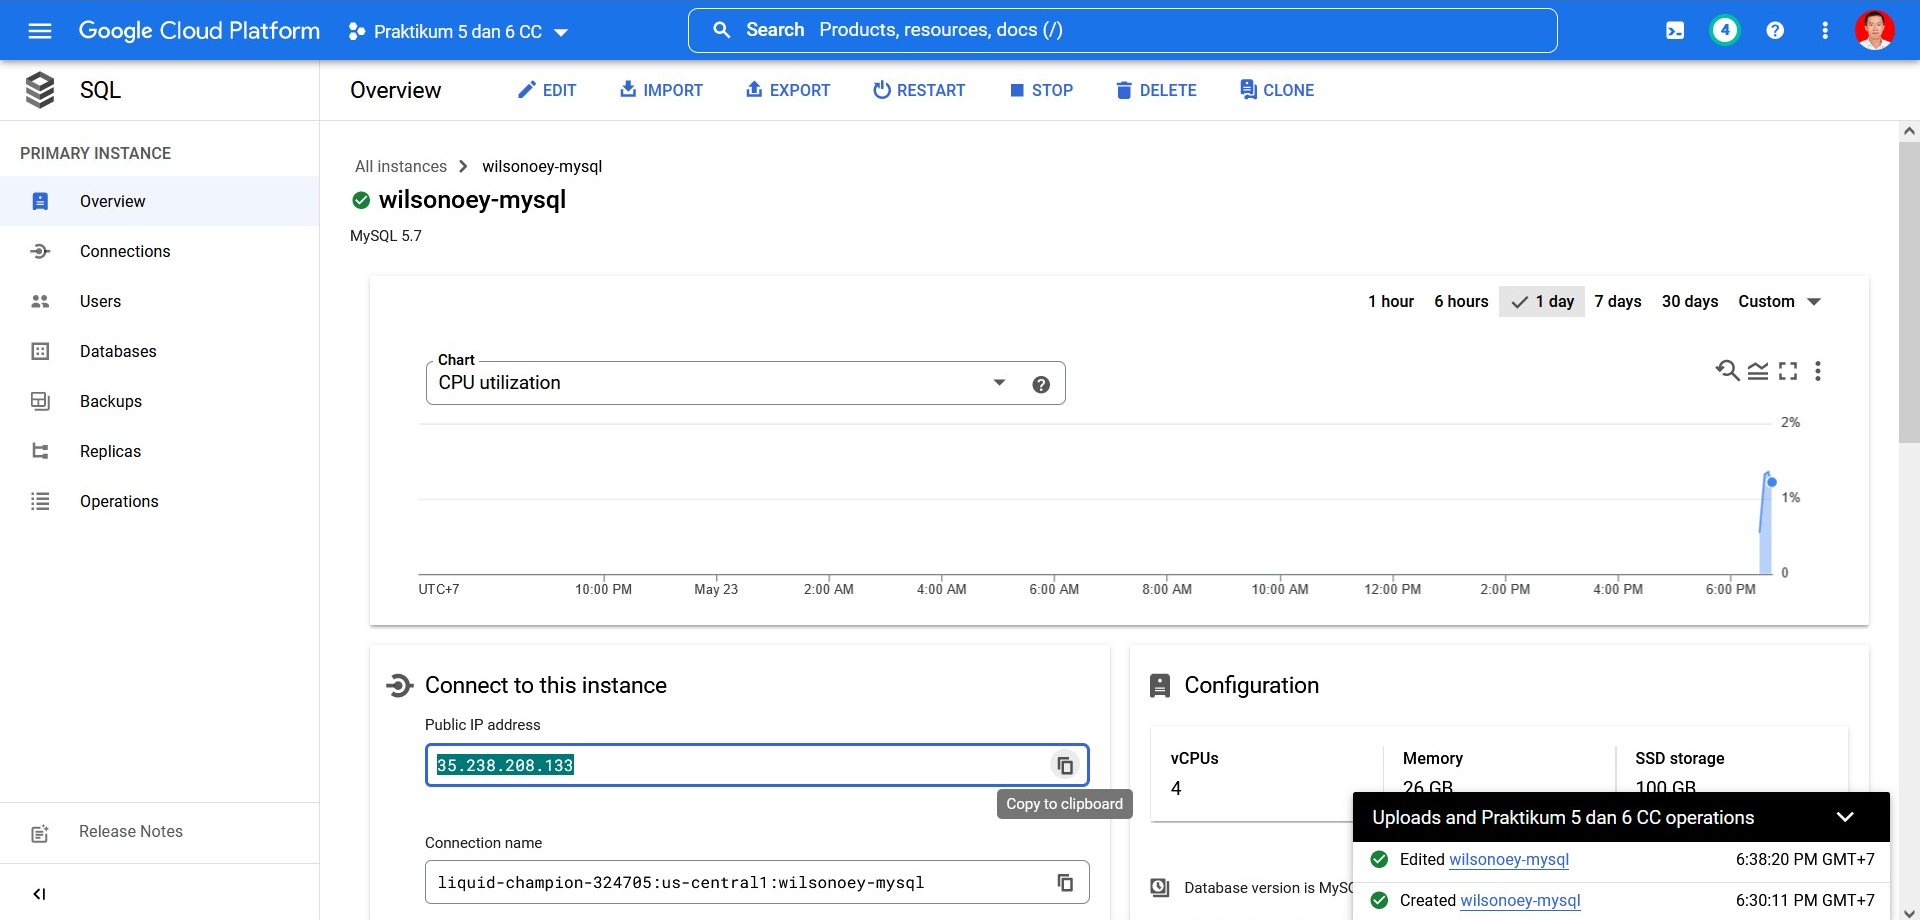 Google Cloud Platform
Praktikum 5 dan 6 CC
Search Products, resources, docs (/)
4
SQL
Overview
EDIT
IMPORT
EXPORT
RESTART
STOP
DELETE
CLONE
PRIMARY INSTANCE
Overview
Connections
Users
Databases
Backups
Replicas
Operations
Release Notes
All instances
wilsonoey-mysql
wilsonoey-mysql
MySQL 5.7
1 hour
6 hours
1 day
7 days
30 days
Custom
Chart
CPU utilization
2%
1%
0
UTC+7
10:00 PM
May 23
2:00 AM
4:00 AM
6:00 AM
8:00 AM
10:00 AM
12:00 PM
2:00 PM
4:00 PM
6:00 PM
Connect to this instance
Public IP address
35.238.208.133
Copy to clipboard
Connection name
liquid-champion-324705:us-central1:wilsonoey-mysql
Configuration
vCPUs
4
Memory
26 GB
SSD storage
100 GB
Database version is MySQ
Uploads and Praktikum 5 dan 6 CC operations
Edited wilsonoey-mysql
6:38:20 PM GMT+7
Created wilsonoey-mysql
6:30:11 PM GMT+7